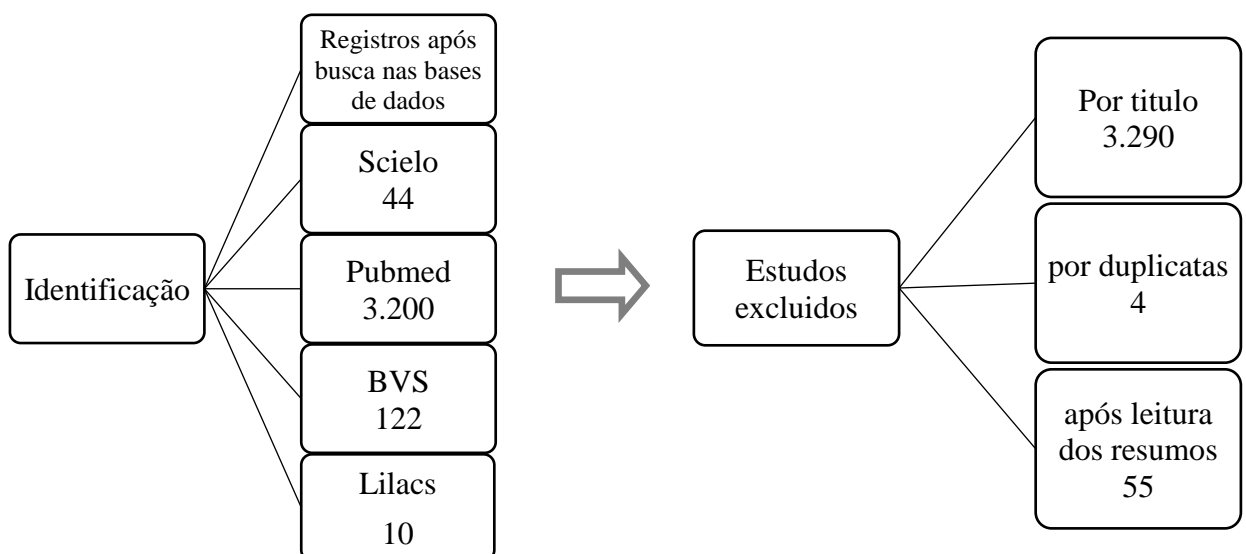 Identificação
Registros após
busca nas bases
de dados
Scielo
44
Pubmed
3.200
BVS
122
Lilacs
10
Estudos
excluidos
Por titulo
3.290
por duplicatas
4
após leitura
dos resumos
55